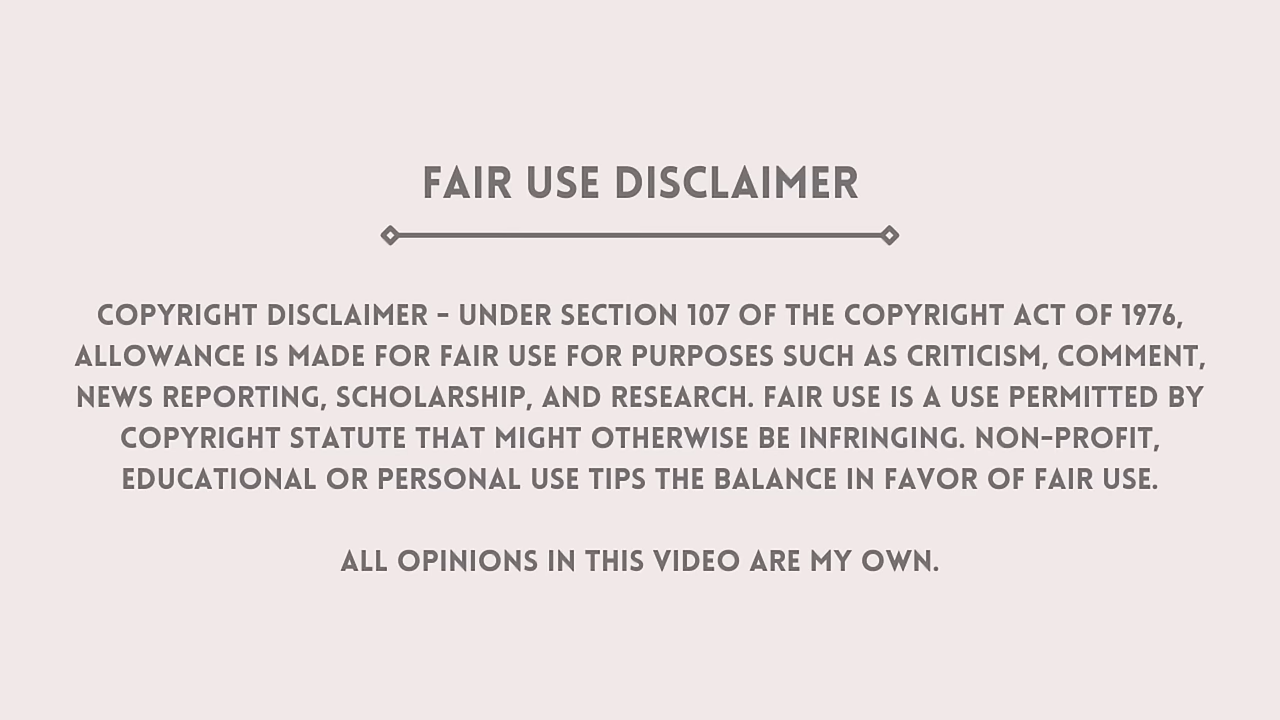 FAIR USE DISCLAIMER
COPYRIGHT DISCLAIMER - UNDER SECTION 107 OF THE COPYRIGHT ACT OF 1976,
ALLOWANCE IS MADE FOR FAIR USE FOR PURPOSES SUCH AS CRITICISM, COMMENT,
NEWS REPORTING, SCHOLARSHIP, AND RESEARCH. FAIR USE IS A USE PERMITTED BY
COPYRIGHT STATUTE THAT MIGHT OTHERWISE BE INFRINGING. NON-PROFIT,
EDUCATIONAL OR PERSONAL USE TIPS THE BALANCE IN FAVOR OF FAIR USE.
ALL OPINIONS IN THIS VIDEO ARE MY OWN.